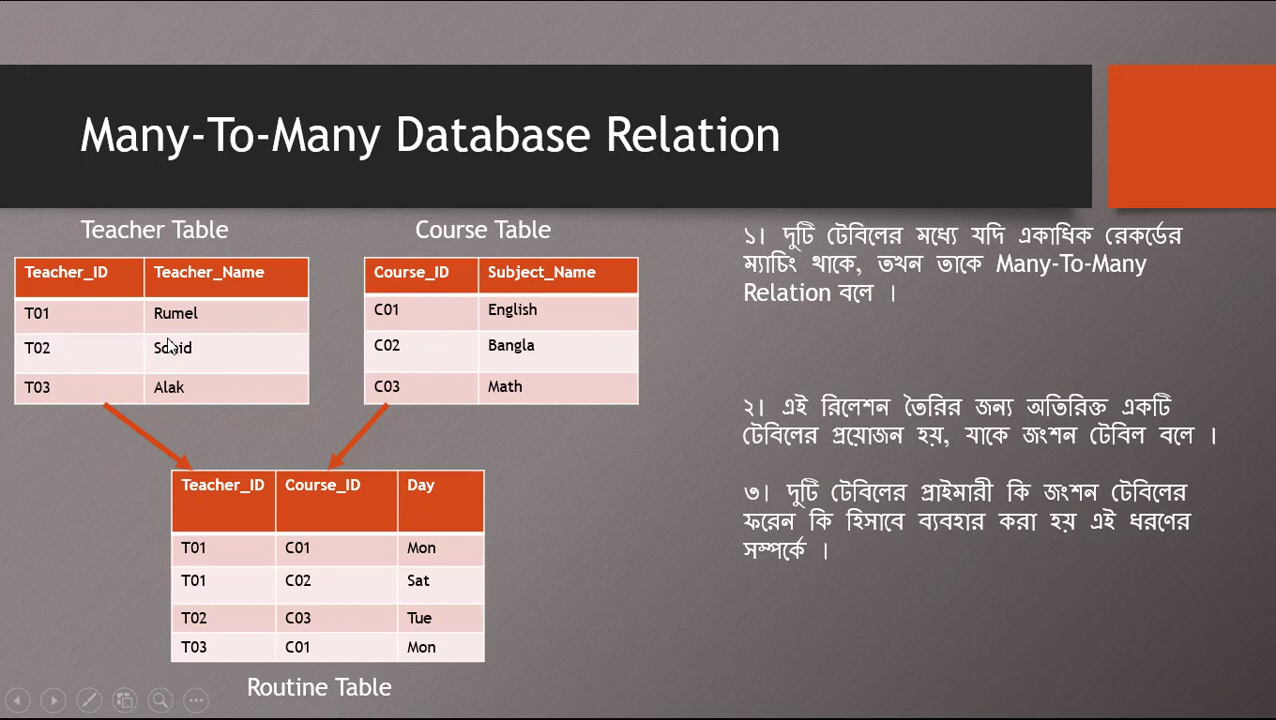 Many-To-Many Database Relation
Teacher Table
Teacher_ID Teacher_Name
T01 Rumel
T02
T03 Alak
Course Table
Course_ID Subject_Name
C01 English
C02 Bangla
C03 Math
Teacher_ID Course_ID Day
T01 C01 Mon
T01 C02 Sat
T02 C03 Tue
T03 C01 Mon
Routine Table
১। দুটি টেবিলের মধ্যে যদি একাধিক রেকর্ডের
ম্যাচিং থাকে, তখন তাকে Many-To-Many
Relation বলে ।
২। এই রিলেশন তৈরির জন্য অতিরিক্ত একটি
টেবিলের প্রয়োজন হয়, যাকে জংশন টেবিল বলে ।
৩। দুটি টেবিলের প্রাইমারী কি জংশন টেবিলের
ফরেন কি হিসাবে ব্যবহার করা হয় এই ধরণের
সম্পর্কে ।